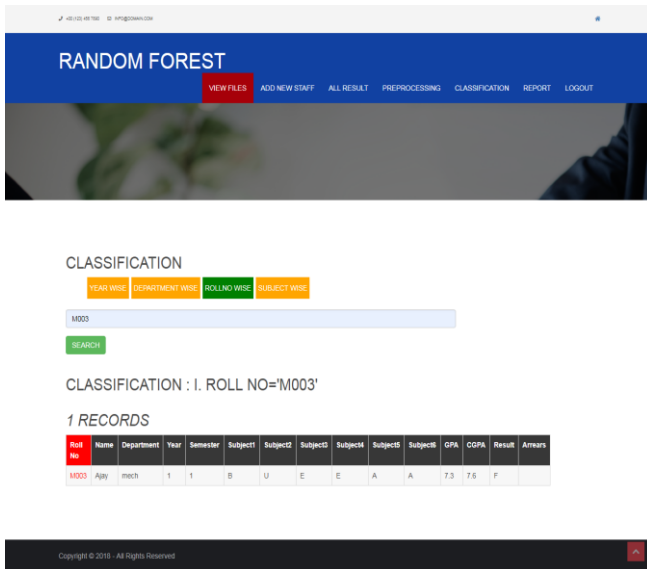 INFO@DOMAIN.COM
RANDOM FOREST
VIEW FILES ADD NEW STAFF ALL RESULT PREPROCESSING CLASSIFICATION REPORT LOGOUT
CLASSIFICATION
YEAR WISE DEPARTMENT WISE ROLLNO WISE SUBJECT WISE
M003
SEARCH
CLASSIFICATION : I. ROLL NO='M003'
1 RECORDS
Roll No Name Department Year Semester Subject1 Subject2 Subject3 Subject4 Subject5 Subject6 GPA CGPA Result Arrears
M003 Ajay mech 1 1 B U E E A A 7.3 7.6 F
Copyright © 2018 - All Rights Reserved